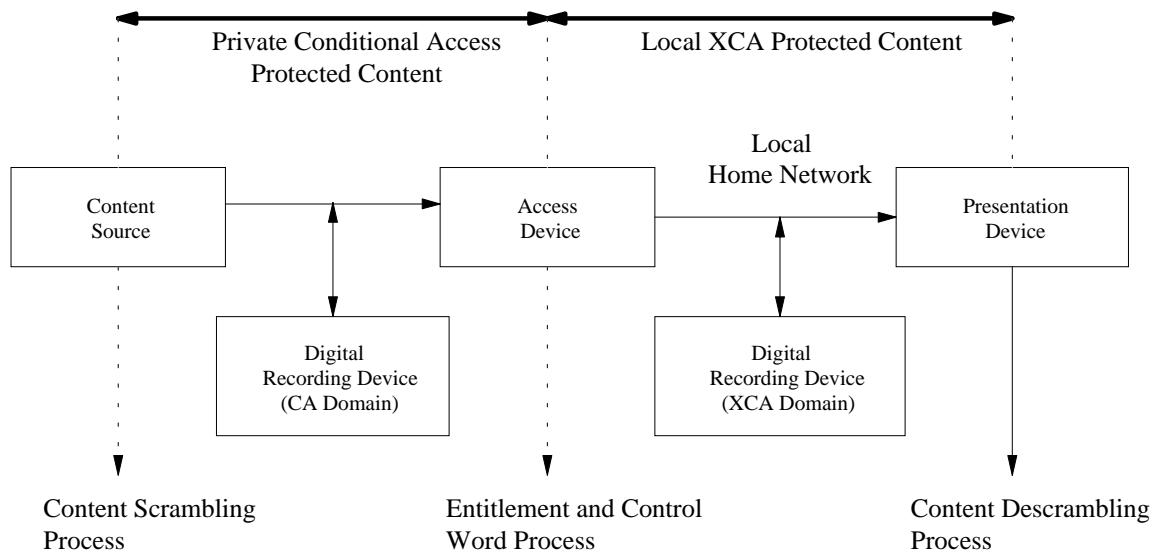 Private Conditional Access
Protected Content
Local XCA Protected Content
Local
Home Network
Content
Source
Access
Device
Presentation
Device
Digital
Recording Device
(CA Domain)
Digital
Recording Device
(XCA Domain)
Content Scrambling
Process
Entitlement and Control
Word Process
Content Descrambling
Process